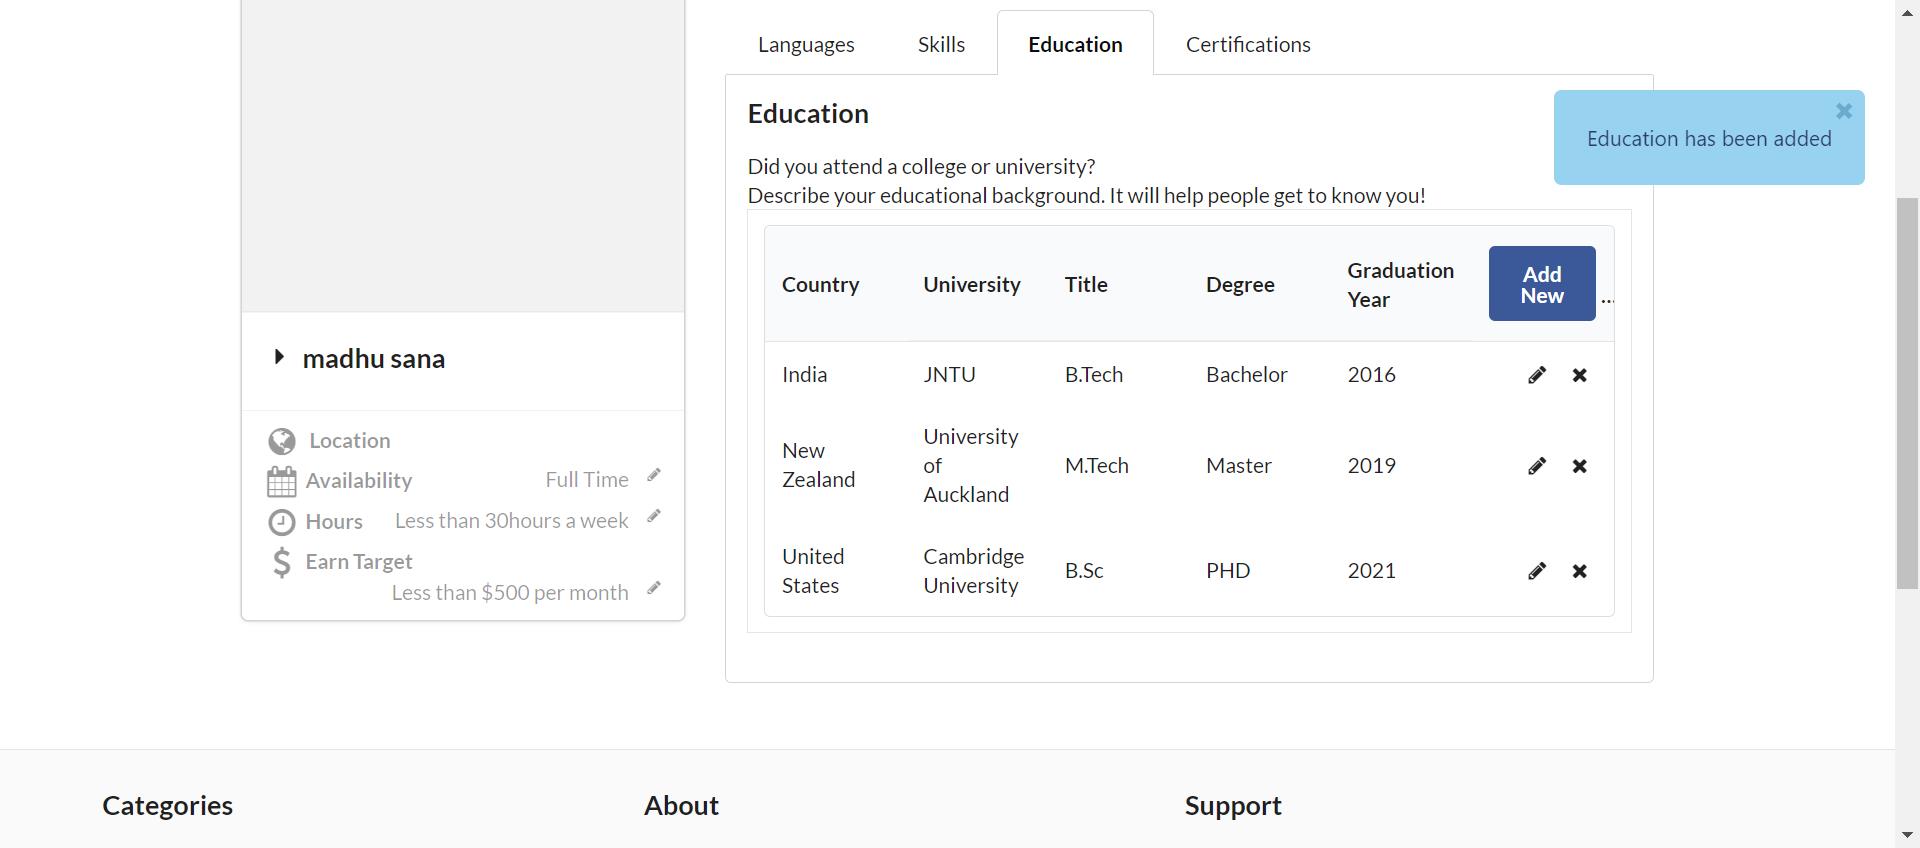 Languages Skills Education Certifications
Education
Education has been added
Did you attend a college or university?
Describe your educational background. It will help people get to know you!
Country University Title Degree Graduation Year Add New ...
India JNTU B.Tech Bachelor 2016
New Zealand University of Auckland M.Tech Master 2019
United States Cambridge University B.Sc PHD 2021
madhu sana
Location
Availability Full Time
Hours Less than 30hours a week
Earn Target
Less than $500 per month
Categories About Support